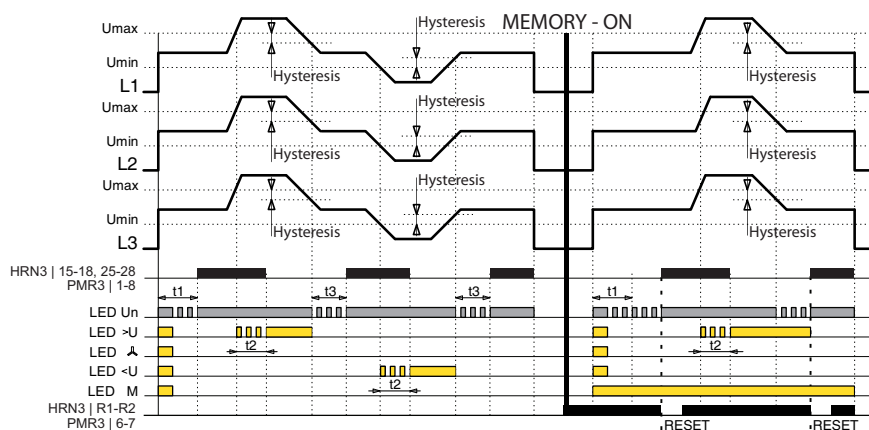 Hysteresis
MEMORY - ON
Umax
Umin
L1
Hysteresis
Hysteresis
Umax
Umin
L2
Hysteresis
Hysteresis
Hysteresis
Umax
Umin
L3
Hysteresis
Hysteresis
Hysteresis
HRN3 | 15-18, 25-28
PMR3 | 1-8
t1
t3
t3
t1
LED Un
LED >U
LED
t2
t2
LED <U
t2
LED M
HRN3 | R1-R2
PMR3 | 6-7
RESET
RESET